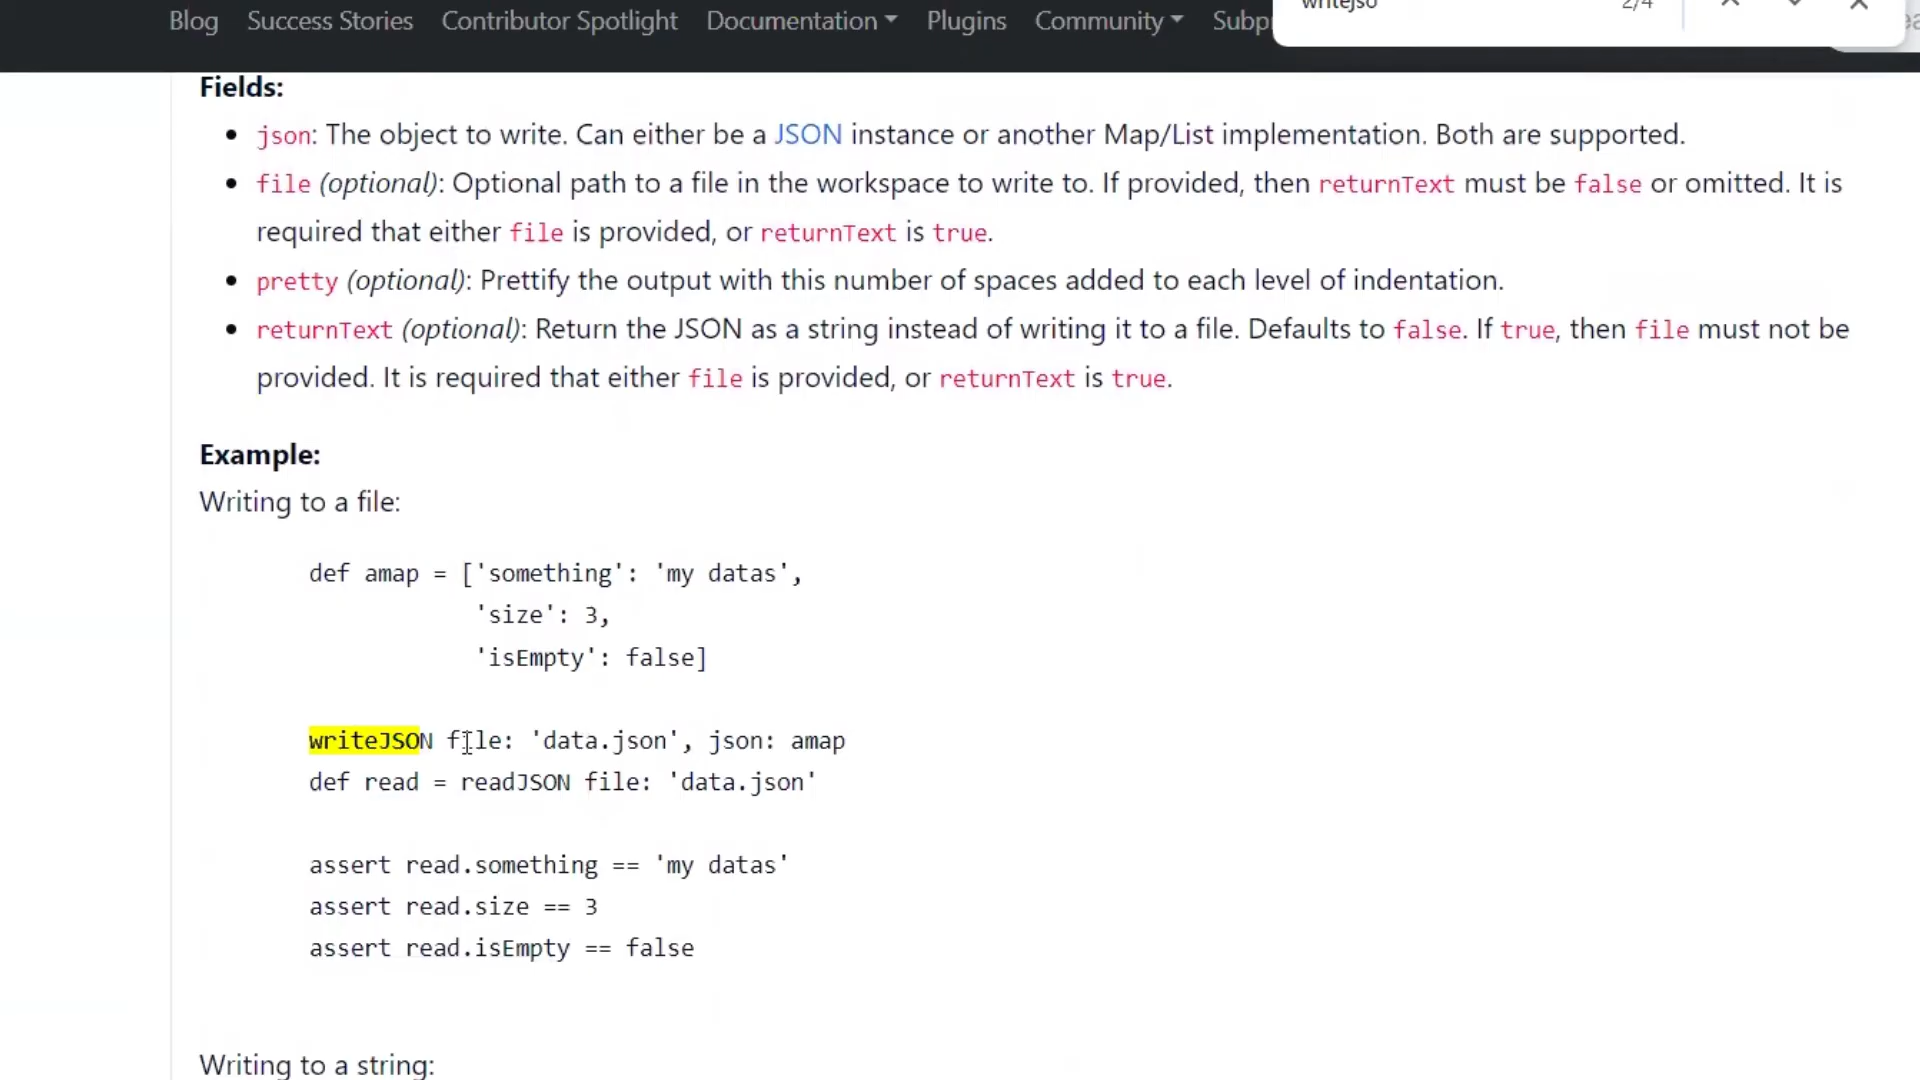 Blog Success Stories Contributor Spotlight Documentation Plugins Community Subp
2/4
Fields:
json: The object to write. Can either be a JSON instance or another Map/List implementation. Both are supported.
file (optional): Optional path to a file in the workspace to write to. If provided, then returnText must be false or omitted. It is
required that either file is provided, or returnText is true.
pretty (optional): Prettify the output with this number of spaces added to each level of indentation.
returnText (optional): Return the JSON as a string instead of writing it to a file. Defaults to false. If true, then file must not be
provided. It is required that either file is provided, or returnText is true.
Example:
Writing to a file:
def amap = ['something': 'my datas',
'size': 3,
'isEmpty': false]
writeJSON file: 'data.json', json: amap
def read = readJSON file: 'data.json'
assert read.something == 'my datas'
assert read.size == 3
assert read.isEmpty == false
Writing to a string: